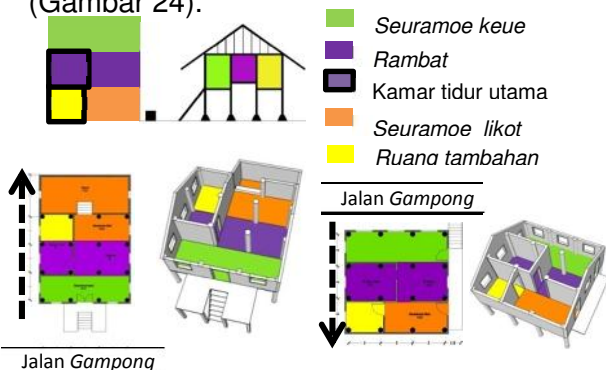 (Gambar 24).
Seuramoe keue
Rambat
Kamar tidur utama
Seuramoe likot
Ruang tambahan
Jalan Gampong
Jalan Gampong